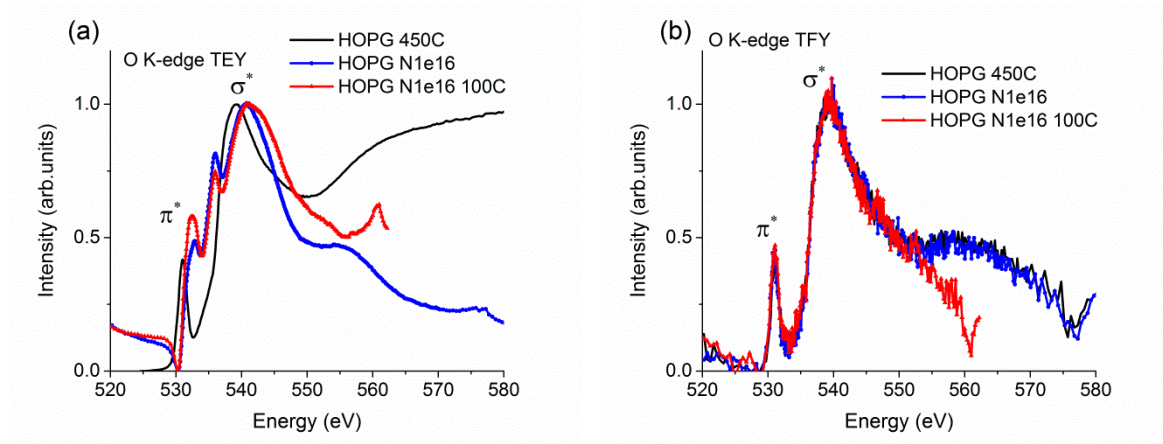 (a)
O K-edge TEY
HOPG 450C
HOPG N1e16
HOPG N1e16 100C
σ*
π*
1.0
0.5
0.0
Intensity (arb.units)
520 530 540 550 560 570 580
Energy (eV)
(b)
O K-edge TFY
HOPG 450C
HOPG N1e16
HOPG N1e16 100C
σ*
π*
1.0
0.5
0.0
Intensity (arb.units)
520 530 540 550 560 570 580
Energy (eV)